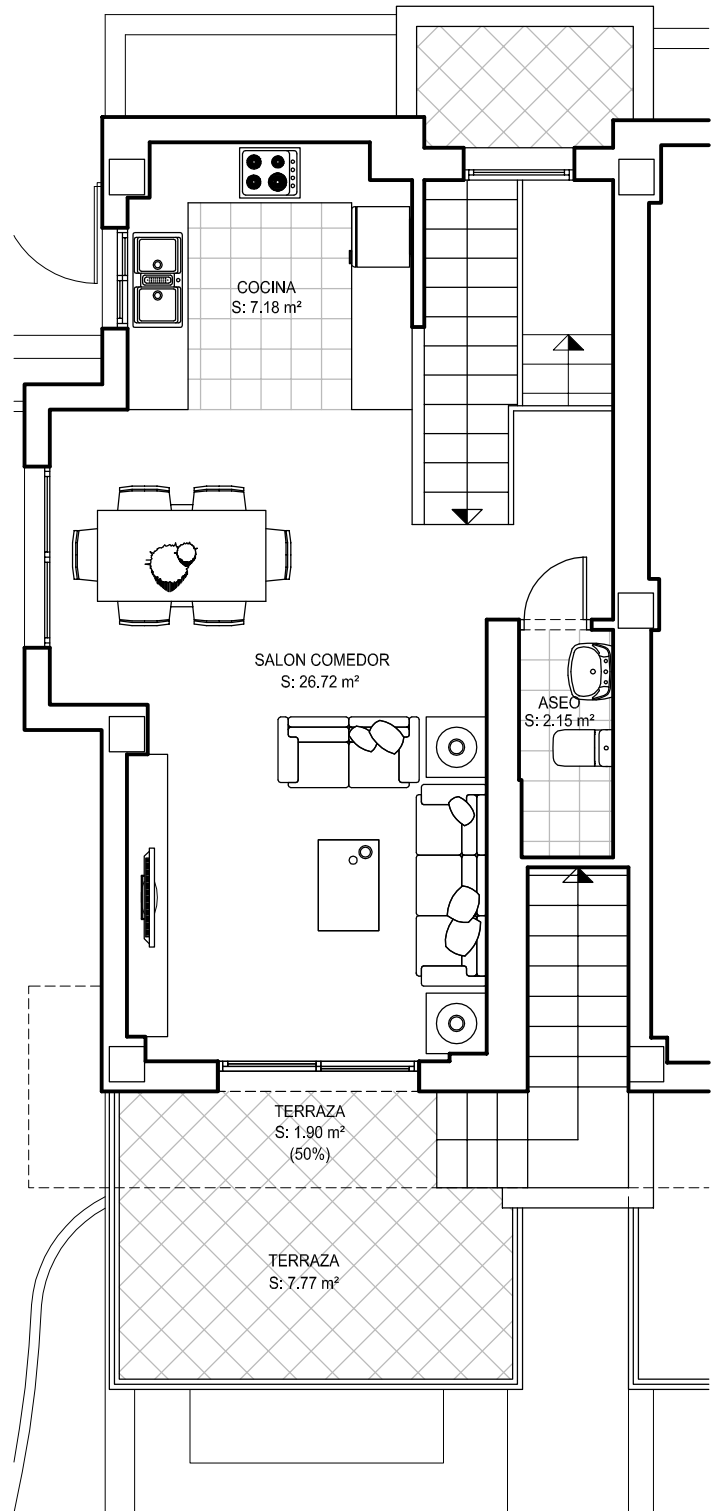 COCINA
S: 7.18 m²
SALON COMEDOR
S: 26.72 m²
ASEO
S: 2.15 m²
TERRAZA
S: 1.90 m²
(50%)
TERRAZA
S: 7.77 m²